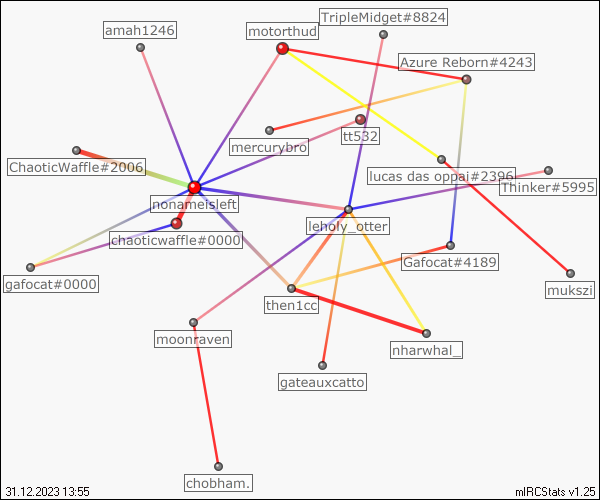 TripleMidget#8824
amah1246
motorthud
Azure Reborn#4243
mercurybro
tt532
ChaoticWaffle#2006
lucas das oppai#2396
Thinker#5995
nonameisleft
leholy_otter
chaoticwaffle#0000
Gafocat#4189
gafocat#0000
mukszi
then1cc
moonraven
nharwhal_
gateauxcatto
chobham.
31.12.2023 13:55
mIRCStats v1.25